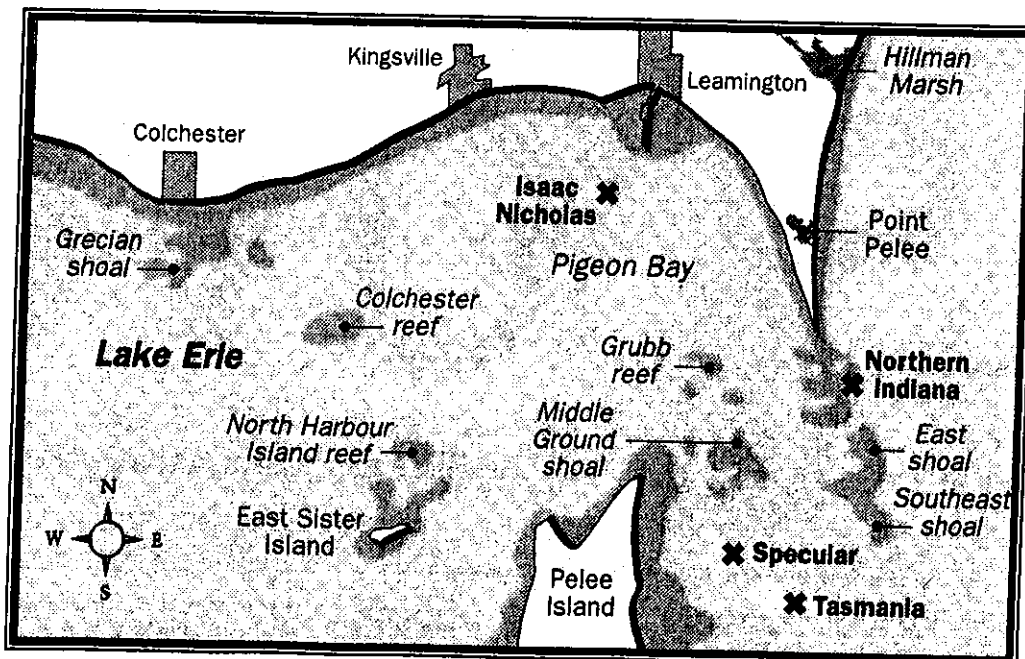 Kingsville
Leamington
Hillman
Marsh
Colchester
Isaac
Nicholas
Point
Pelee
Grecian
shoal
Pigeon Bay
Colchester
reef
Lake Erie
Grubb
reef
Northern
Indiana
North Harbour
Island reef
Middle
Ground
shoal
East
shoal
Southeast
shoal
N
W
E
S
East Sister
Island
Specular
Pelee
Island
Tasmania